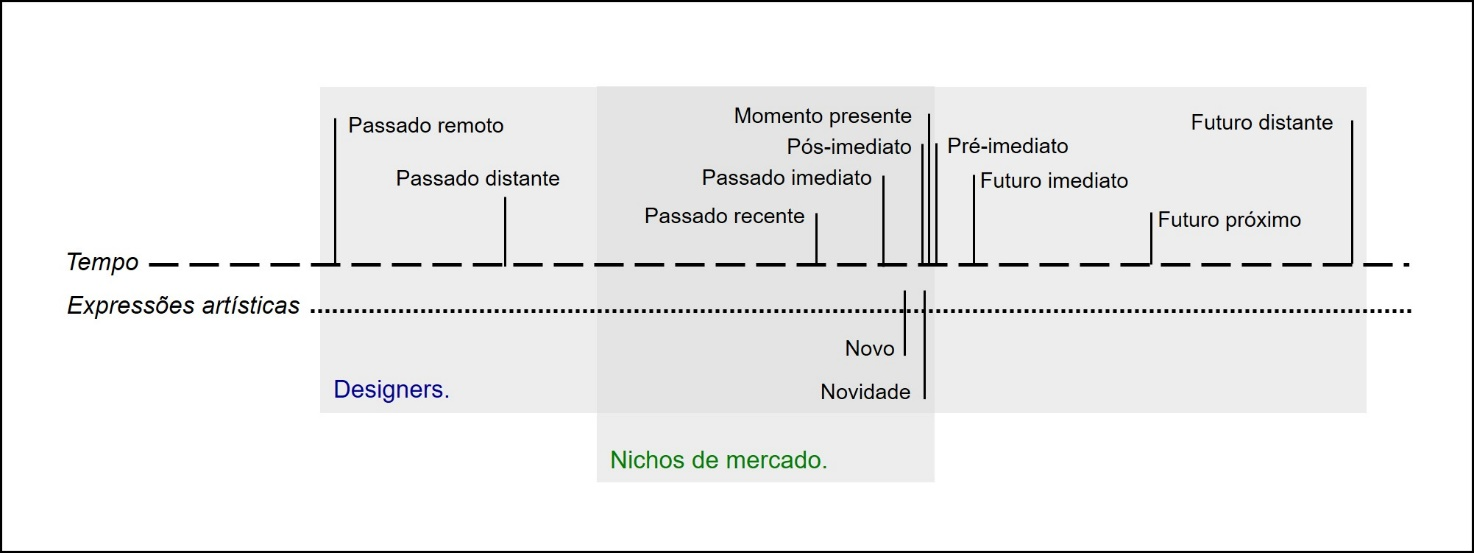 Momento presente
Futuro distante
Passado remoto
Pós-imediato
Pré-imediato
Passado distante
Passado imediato
Futuro imediato
Passado recente
Futuro próximo
Tempo
Expressões artísticas
Novo
Designers.
Novidade
Nichos de mercado.